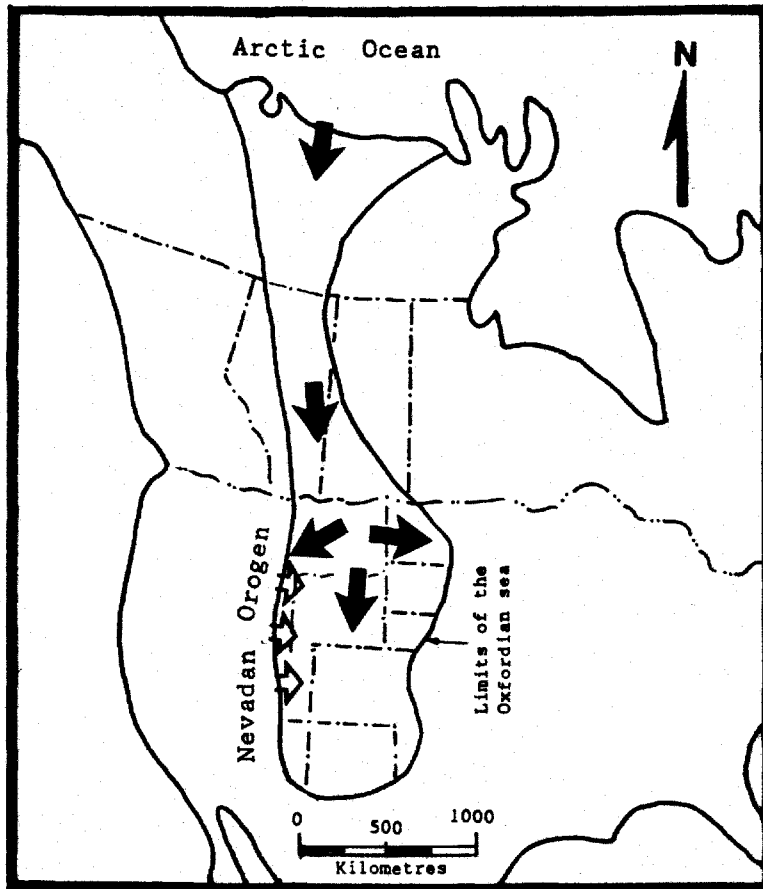 Arctic Ocean
N
Nevadan Orogen
Limits of the
Oxfordian sea
0 500 1000
Kilometres